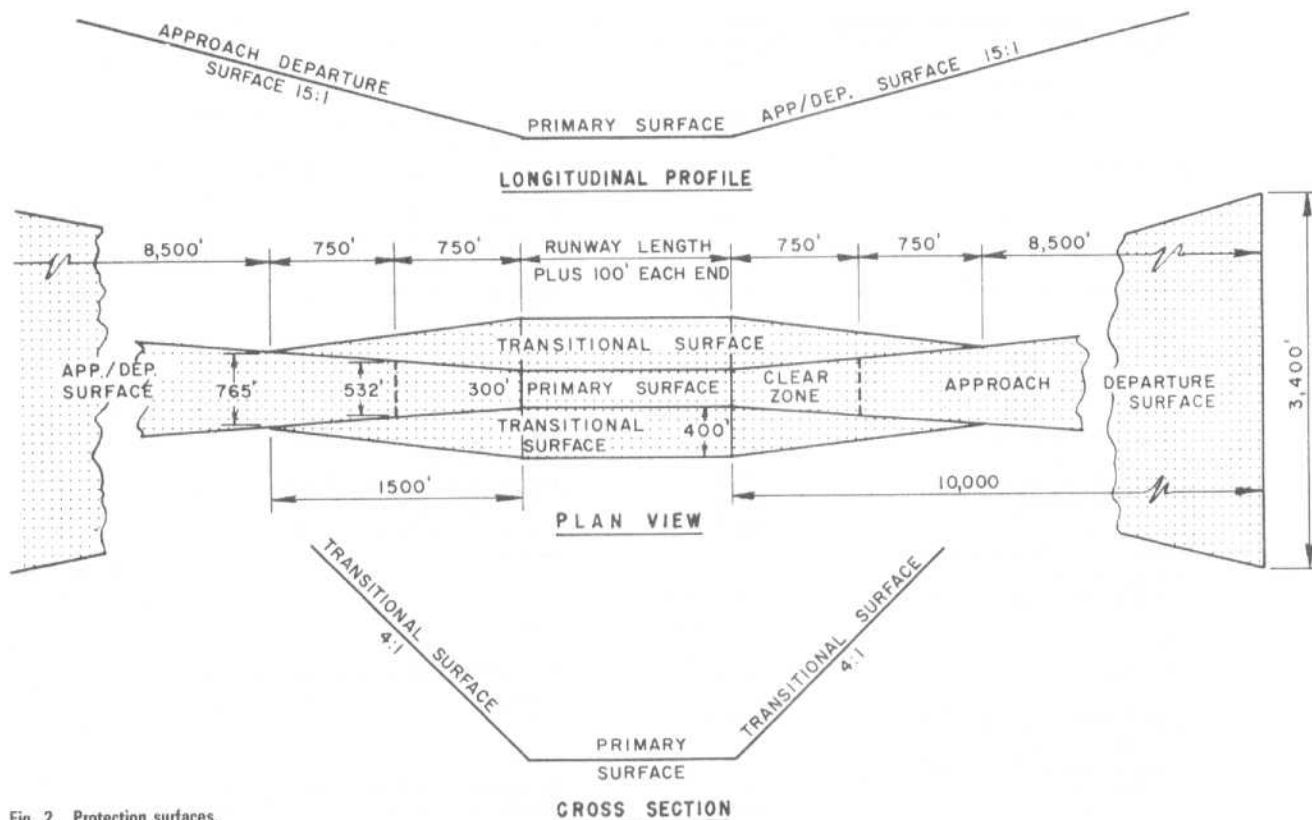 APPROACH DEPARTURE
SURFACE 15:1
PRIMARY SURFACE
APP/DEP. SURFACE 15:1
LONGITUDINAL PROFILE
8,500'
750'
750'
RUNWAY LENGTH
PLUS 100' EACH END
750'
750'
8,500'
TRANSITIONAL SURFACE
APP./DEP.
SURFACE
765'
532'
300'
PRIMARY SURFACE
CLEAR
ZONE
APPROACH
DEPARTURE
SURFACE
3,400'
TRANSITIONAL
SURFACE
400'
1500'
10,000
PLAN VIEW
TRANSITIONAL SURFACE
4:1
TRANSITIONAL SURFACE
4:1
PRIMARY
SURFACE
CROSS SECTION
Fig. 2 Protection surfaces.